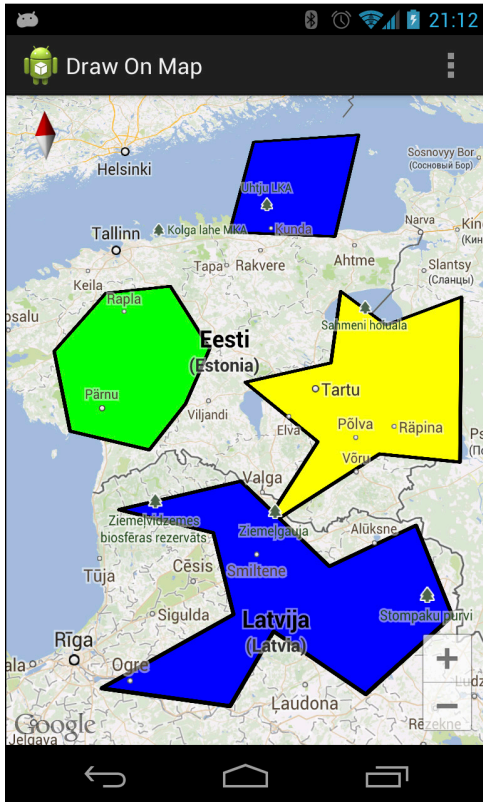 21:12
Draw On Map
Helsinki
Sosnovyy Bor
(Сосновый Бор)
Uhtju LKA
Kolga lahe MKA
Kunda
Narva
Tallinn
Ahtme
Tapa
Rakvere
Slantsy
(Сланцы)
Keila
Rapla
Sahmeni hoiuala
Eesti
(Estonia)
Pärnu
Viljandi
Tartu
Elva
Põlva
Räpina
Võru
Valga
Ziemeļvidzemes
biosfēras rezervāts
Ziemeļgauja
Alūksne
Tūja
Cēsis
Smiltene
Sigulda
Stompaku purvi
Latvija
(Latvia)
Rīga
Ogre
+
Ļaudona
−
Google
Rēzekne
Jelgava